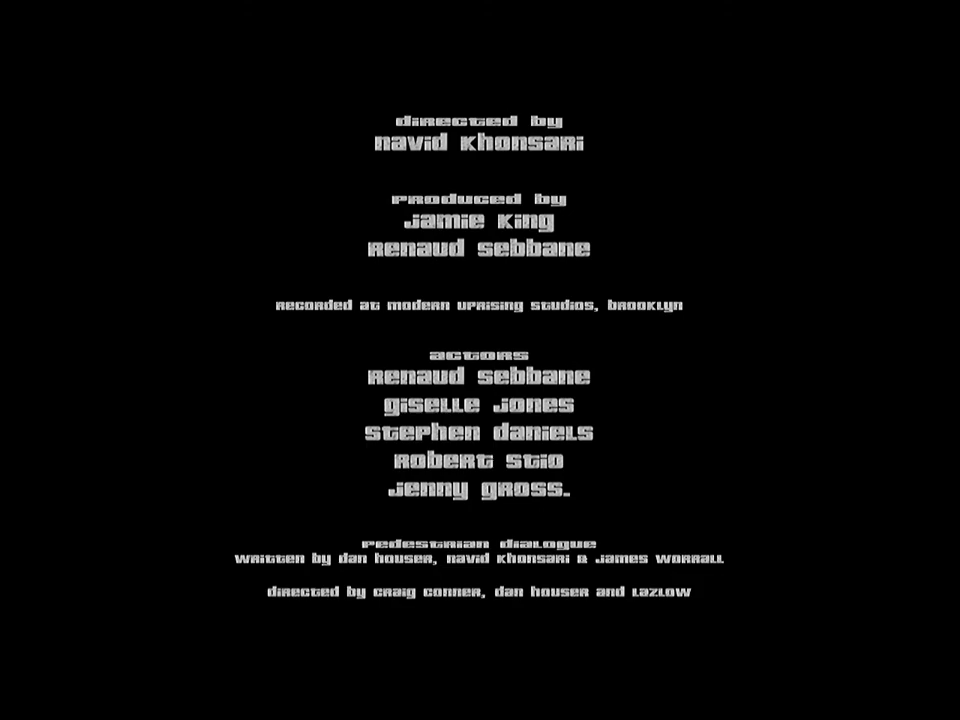 directed by
navid khonsari
produced by
jamie king
renaud sebbane
recorded at modern uprising studios, brooklyn
actors
renaud sebbane
giselle jones
stephen daniels
robert stio
jenny gross.
pedestrian dialogue
written by dan houser, navid khonsari & james worrall
directed by craig conner, dan houser and lazlow